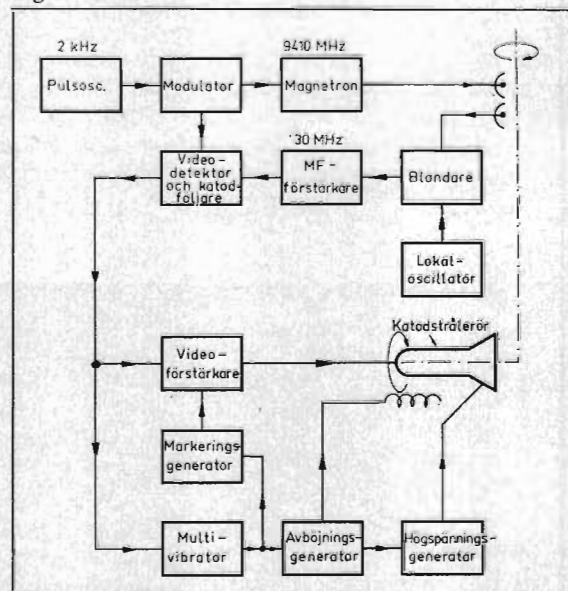 2 kHz
9410 MHz
Pulsosc.
Modulator
Magnetron
30 MHz
Video-
detektor
och katod-
följare
MF-
förstärkare
Blandare
Lokal-
oscillator
Katodstrålerör
Video-
förstärkare
Markerings-
generator
Multi-
vibrator
Avböjnings-
generator
Högspännings-
generator